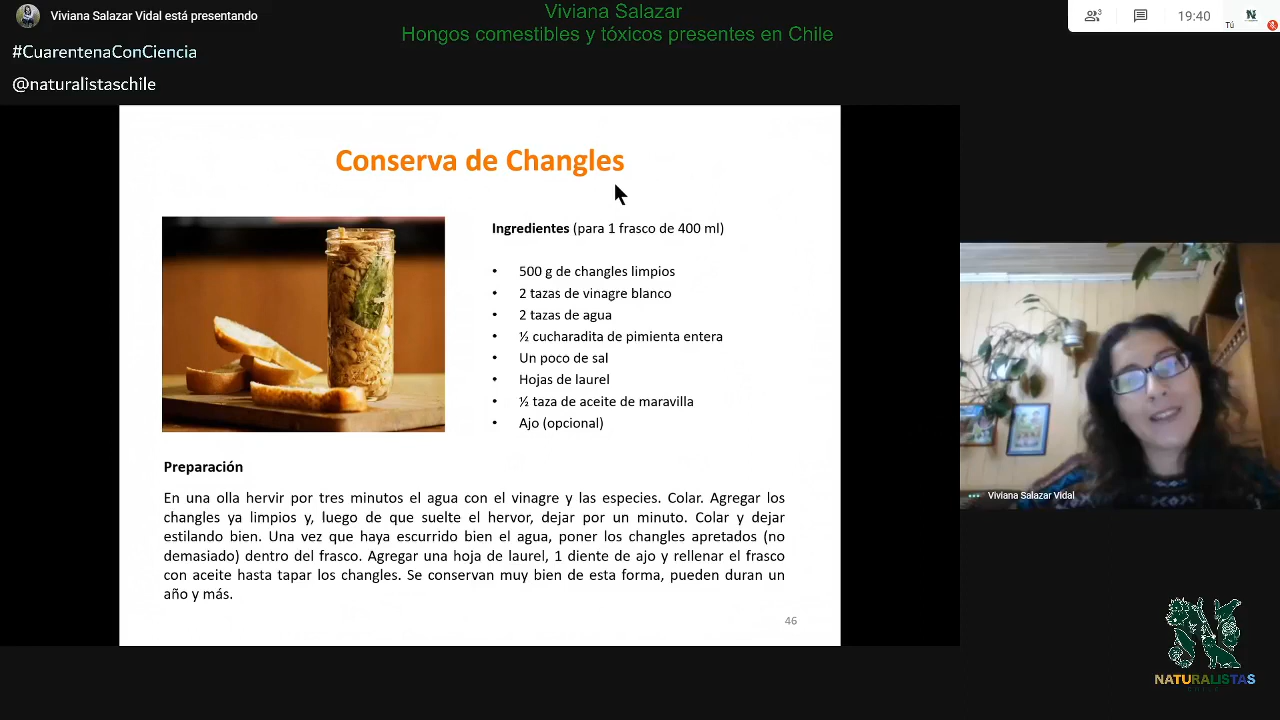 Viviana Salazar Vidal está presentando
Viviana Salazar
Hongos comestibles y tóxicos presentes en Chile
3
19:40
Tú
#CuarentenaConCiencia
@naturalistaschile
Conserva de Changles
Ingredientes (para 1 frasco de 400 ml)
• 500 g de changles limpios
• 2 tazas de vinagre blanco
• 2 tazas de agua
• ½ cucharadita de pimienta entera
• Un poco de sal
• Hojas de laurel
• ½ taza de aceite de maravilla
• Ajo (opcional)
Preparación
En una olla hervir por tres minutos el agua con el vinagre y las especies. Colar. Agregar los
changles ya limpios y, luego de que suelte el hervor, dejar por un minuto. Colar y dejar
estilando bien. Una vez que haya escurrido bien el agua, poner los changles apretados (no
demasiado) dentro del frasco. Agregar una hoja de laurel, 1 diente de ajo y rellenar el frasco
con aceite hasta tapar los changles. Se conservan muy bien de esta forma, pueden duran un
año y más.
46
Viviana Salazar Vidal
NATURALISTAS
CHILE